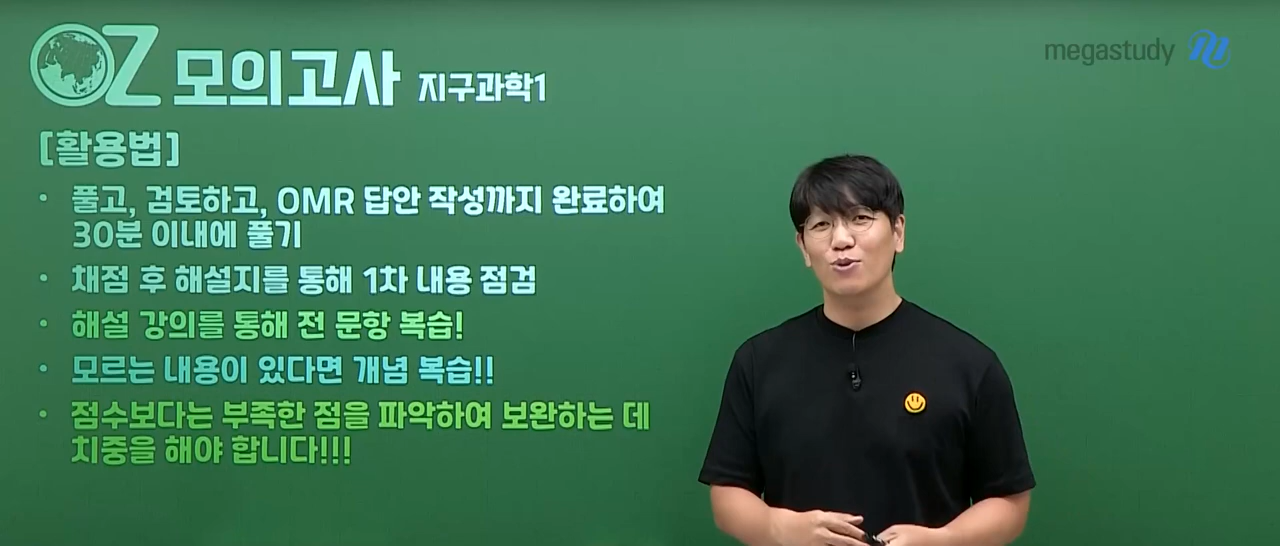 OZ 모의고사 지구과학1
megastudy
[활용법]
• 풀고, 검토하고, OMR 답안 작성까지 완료하여
30분 이내에 풀기
• 채점 후 해설지를 통해 1차 내용 점검
• 해설 강의를 통해 전 문항 복습!
• 모르는 내용이 있다면 개념 복습!!
• 점수보다는 부족한 점을 파악하여 보완하는 데
치중을 해야 합니다!!!